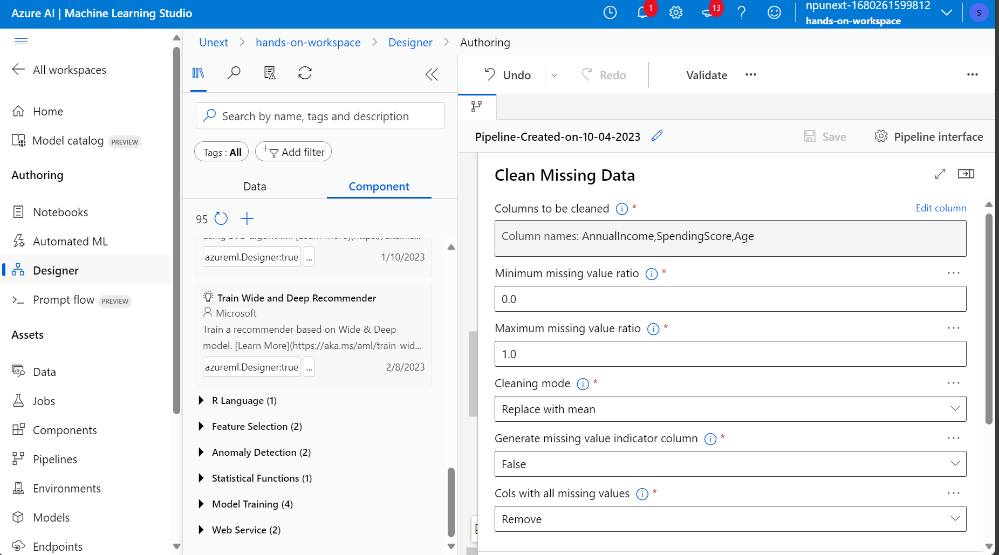 Azure AI | Machine Learning Studio
1
13
npunext-1680261599812
hands-on-workspace
S
All workspaces
Home
Model catalog PREVIEW
Authoring
Notebooks
Automated ML
Designer
Prompt flow PREVIEW
Assets
Data
Jobs
Components
Pipelines
Environments
Models
Endpoints
Unext > hands-on-workspace > Designer > Authoring
Search by name, tags and description
Tags : All
Add filter
Data
Component
95
using SVD algorithm. [Learn More](https://aka.ms...
azureml.Designer:true
...
1/10/2023
Train Wide and Deep Recommender
Microsoft
Train a recommender based on Wide & Deep
model. [Learn More](https://aka.ms/aml/train-wid...
azureml.Designer:true
...
2/8/2023
R Language (1)
Feature Selection (2)
Anomaly Detection (2)
Statistical Functions (1)
Model Training (4)
Web Service (2)
Undo
Redo
Validate
Pipeline-Created-on-10-04-2023
Save
Pipeline interface
Clean Missing Data
Columns to be cleaned *
Edit column
Column names: AnnualIncome,SpendingScore,Age
Minimum missing value ratio *
0.0
Maximum missing value ratio *
1.0
Cleaning mode *
Replace with mean
Generate missing value indicator column *
False
Cols with all missing values *
Remove